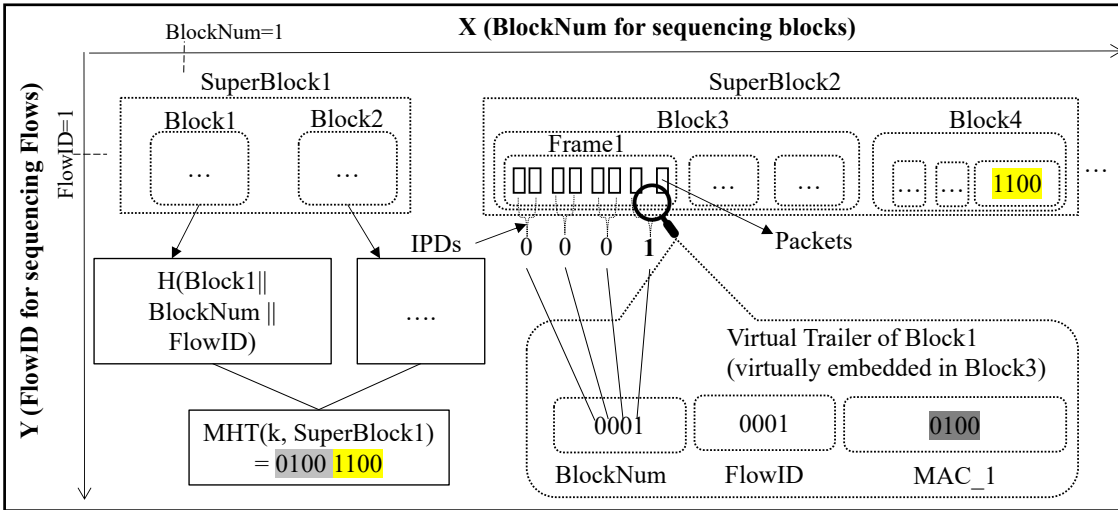 X (BlockNum for sequencing blocks)
BlockNum=1
Y (FlowID for sequencing Flows)
FlowID=1
SuperBlock1
Block1
Block2
…
…
SuperBlock2
Block3
Block4
Frame1
…
…
…
…
1100
…
IPDs
0
0
0
1
Packets
H(Block1||
BlockNum ||
FlowID)
….
MHT(k, SuperBlock1)
= 0100 1100
Virtual Trailer of Block1
(virtually embedded in Block3)
0001
0001
0100
BlockNum
FlowID
MAC_1